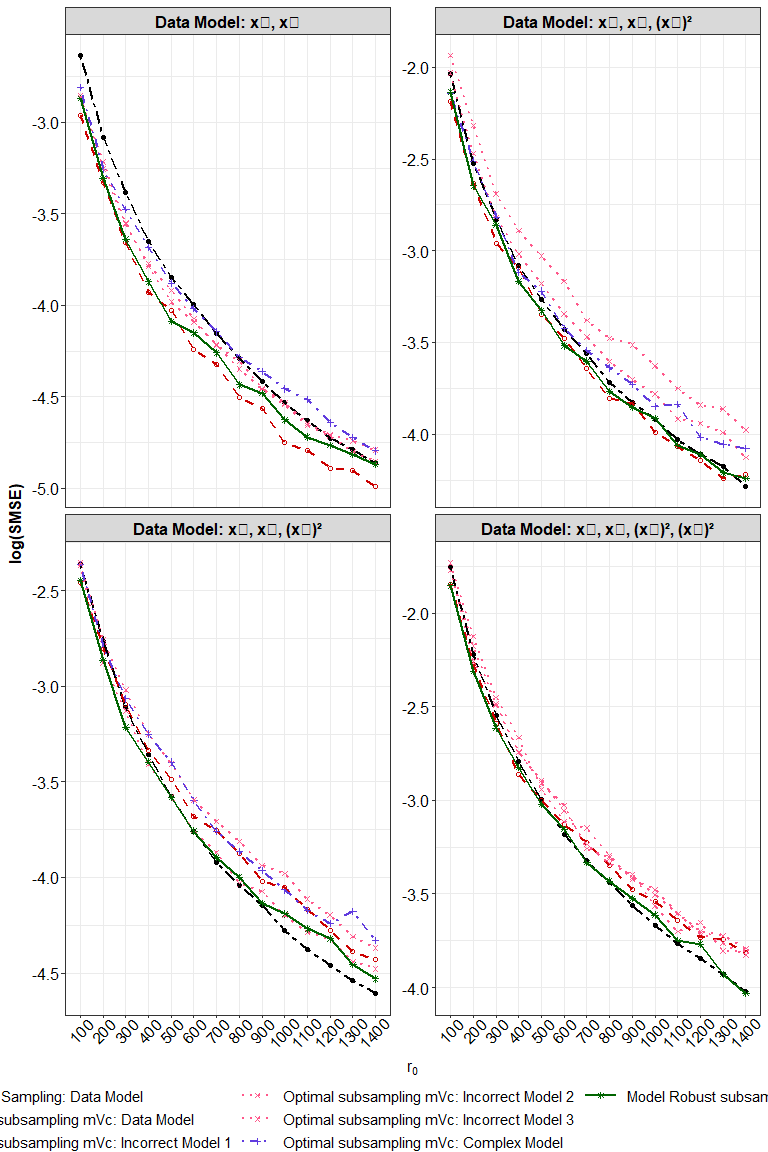 Data Model: x▯, x▯
Data Model: x▯, x▯, (x▯)²
-3.0
-3.5
-4.0
-4.5
-5.0
-2.0
-2.5
-3.0
-3.5
-4.0
log(SMSE)
Data Model: x▯, x▯, (x▯)²
Data Model: x▯, x▯, (x▯)², (x▯)²
-2.5
-3.0
-3.5
-4.0
-4.5
-2.0
-2.5
-3.0
-3.5
-4.0
100 200 300 400 500 600 700 800 900 1000 1100 1200 1300 1400
100 200 300 400 500 600 700 800 900 1000 1100 1200 1300 1400
r₀
Sampling: Data Model
Optimal subsampling mVc: Incorrect Model 2
Model Robust subsam
subsampling mVc: Data Model
Optimal subsampling mVc: Incorrect Model 3
subsampling mVc: Incorrect Model 1
Optimal subsampling mVc: Complex Model